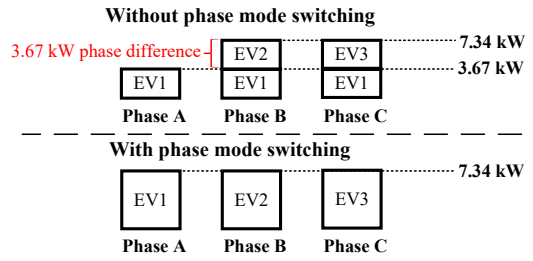 Without phase mode switching
7.34 kW
3.67 kW phase difference
EV2 EV3
3.67 kW
EV1 EV1 EV1
Phase A Phase B Phase C
With phase mode switching
7.34 kW
EV1 EV2 EV3
Phase A Phase B Phase C